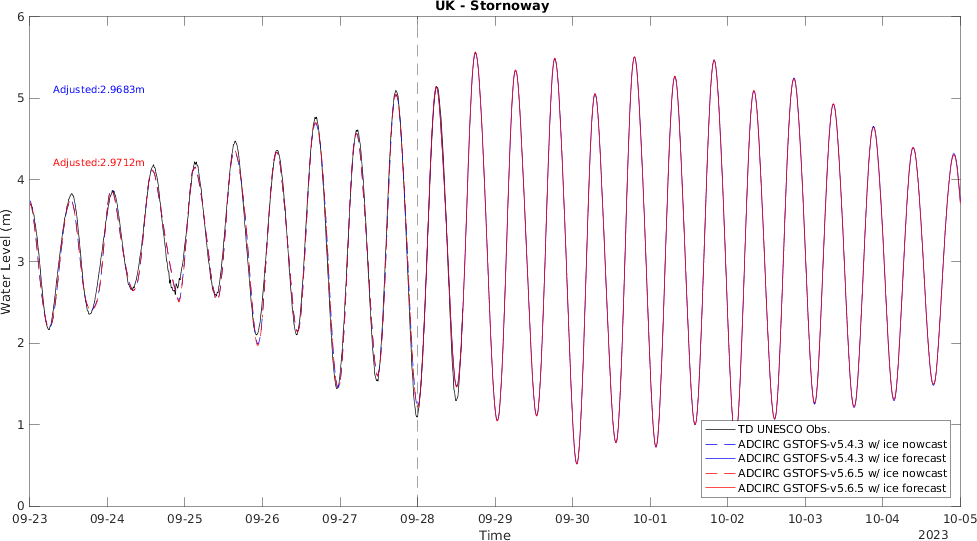 UK - Stornoway
6
5
4
3
2
1
0
Water Level (m)
Adjusted:2.9683m
Adjusted:2.9712m
TD UNESCO Obs.
ADCIRC GSTOFS-v5.4.3 w/ ice nowcast
ADCIRC GSTOFS-v5.4.3 w/ ice forecast
ADCIRC GSTOFS-v5.6.5 w/ ice nowcast
ADCIRC GSTOFS-v5.6.5 w/ ice forecast
09-23 09-24 09-25 09-26 09-27 09-28 09-29 09-30 10-01 10-02 10-03 10-04 10-05
Time
2023